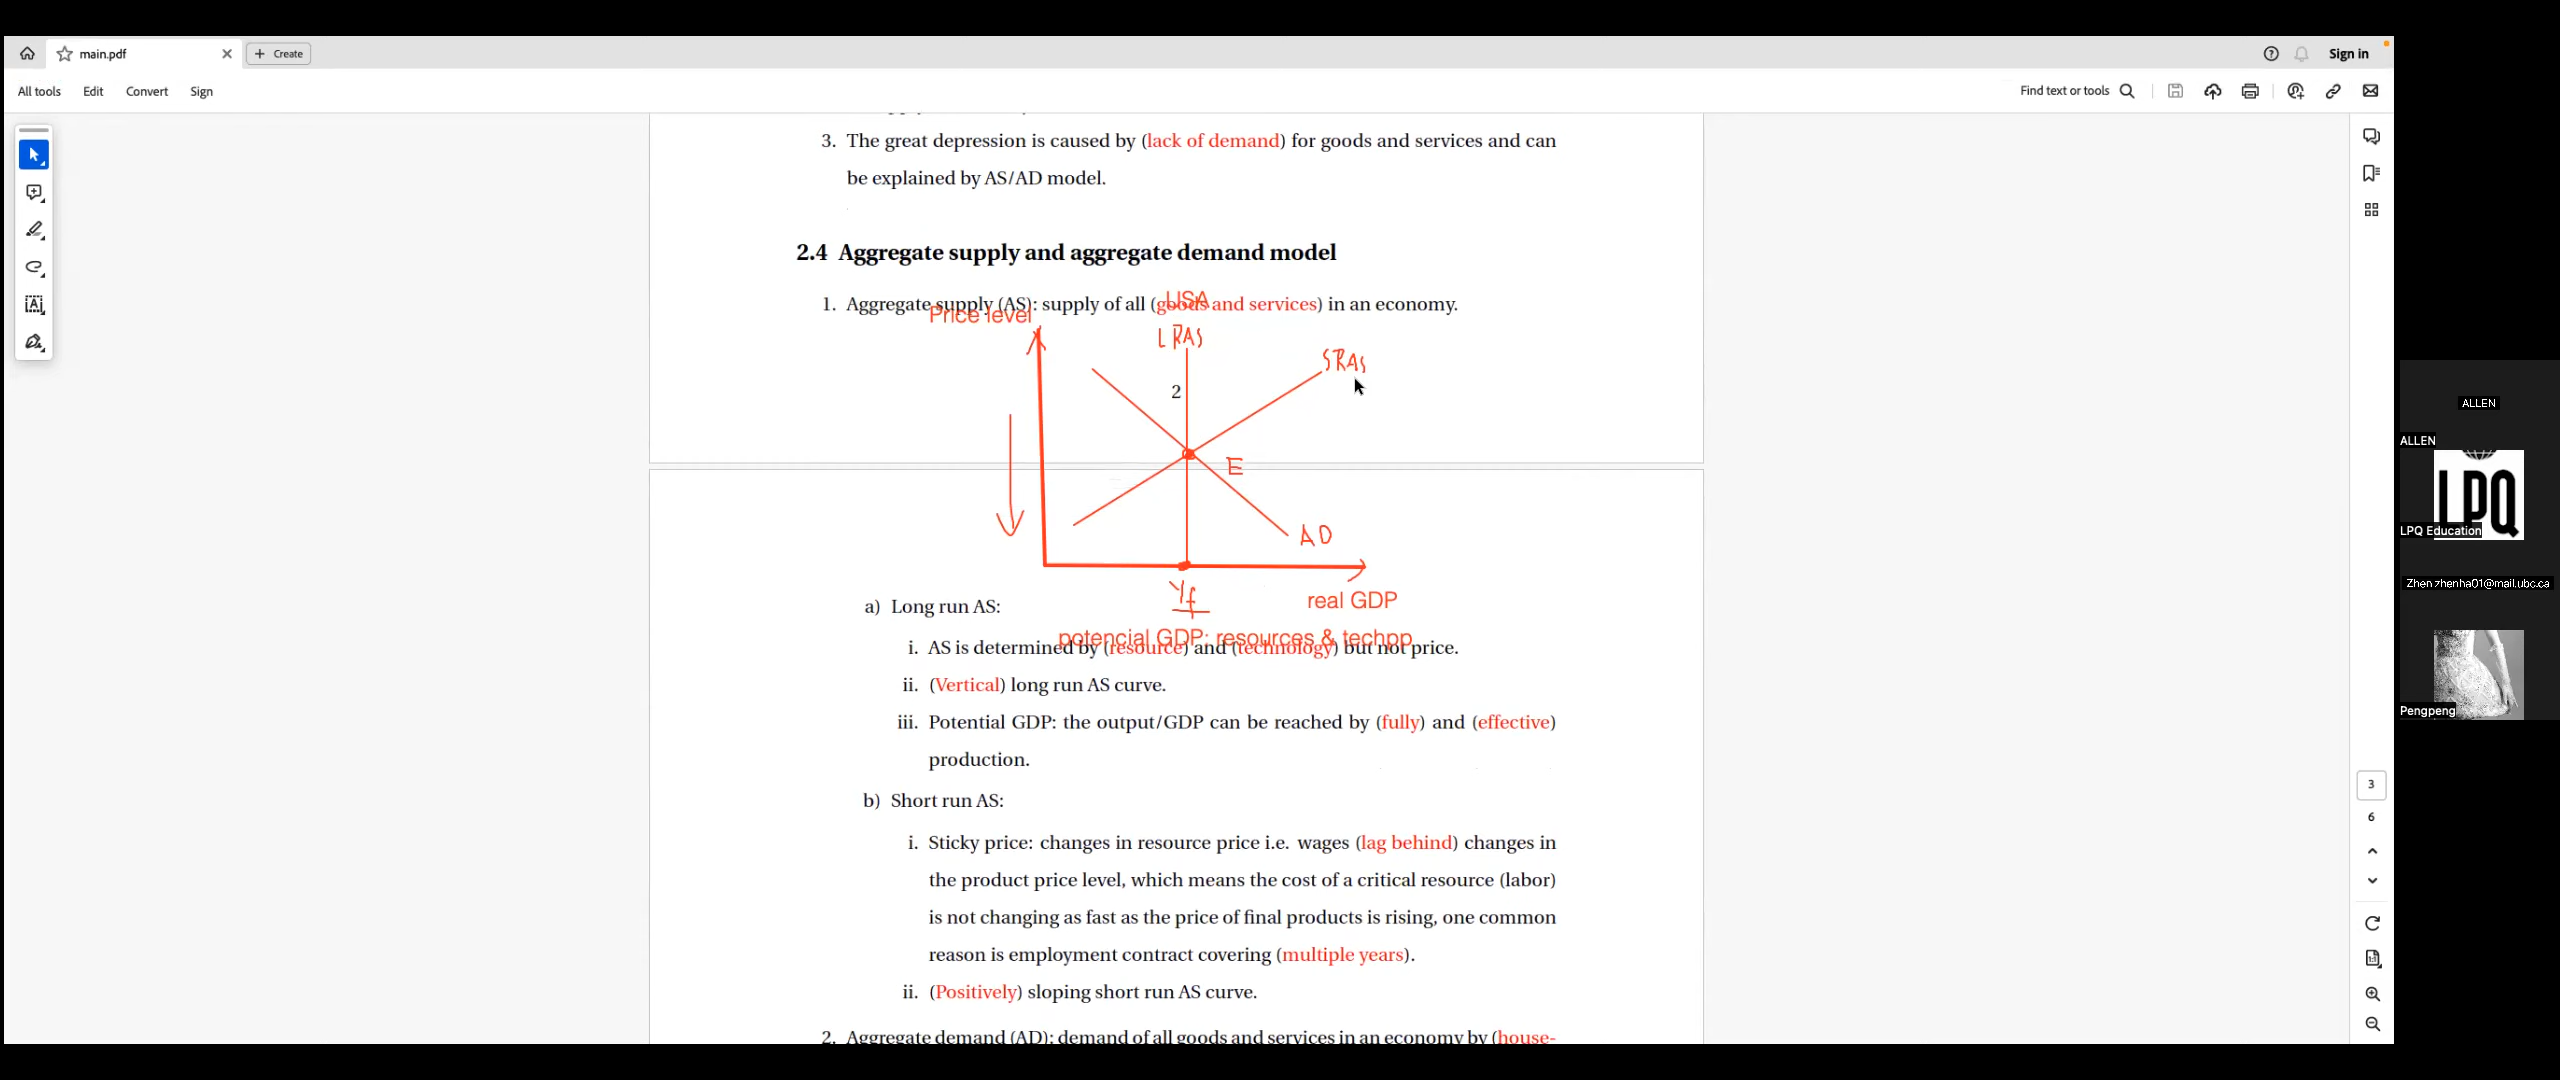 main.pdf
Create
Sign in
All tools
Edit
Convert
Sign
Find text or tools
3. The great depression is caused by (lack of demand) for goods and services and can
be explained by AS/AD model.
2.4 Aggregate supply and aggregate demand model
1. Aggregate supply (AS): supply of all (goods and services) in an economy.
USA
Price level
LRAS
SRAS
2
E
AD
Yf
real GDP
potencial GDP: resources & techpp
a) Long run AS:
i. AS is determined by (resource) and (technology) but not price.
ii. (Vertical) long run AS curve.
iii. Potential GDP: the output/GDP can be reached by (fully) and (effective)
production.
b) Short run AS:
i. Sticky price: changes in resource price i.e. wages (lag behind) changes in
the product price level, which means the cost of a critical resource (labor)
is not changing as fast as the price of final products is rising, one common
reason is employment contract covering (multiple years).
ii. (Positively) sloping short run AS curve.
2. Aggregate demand (AD): demand of all goods and services in an economy by (house-
3
6
ALLEN
ALLEN
LPQ
LPQ Education
Zhen zhenha01@mail.ubc.ca
Pengpeng